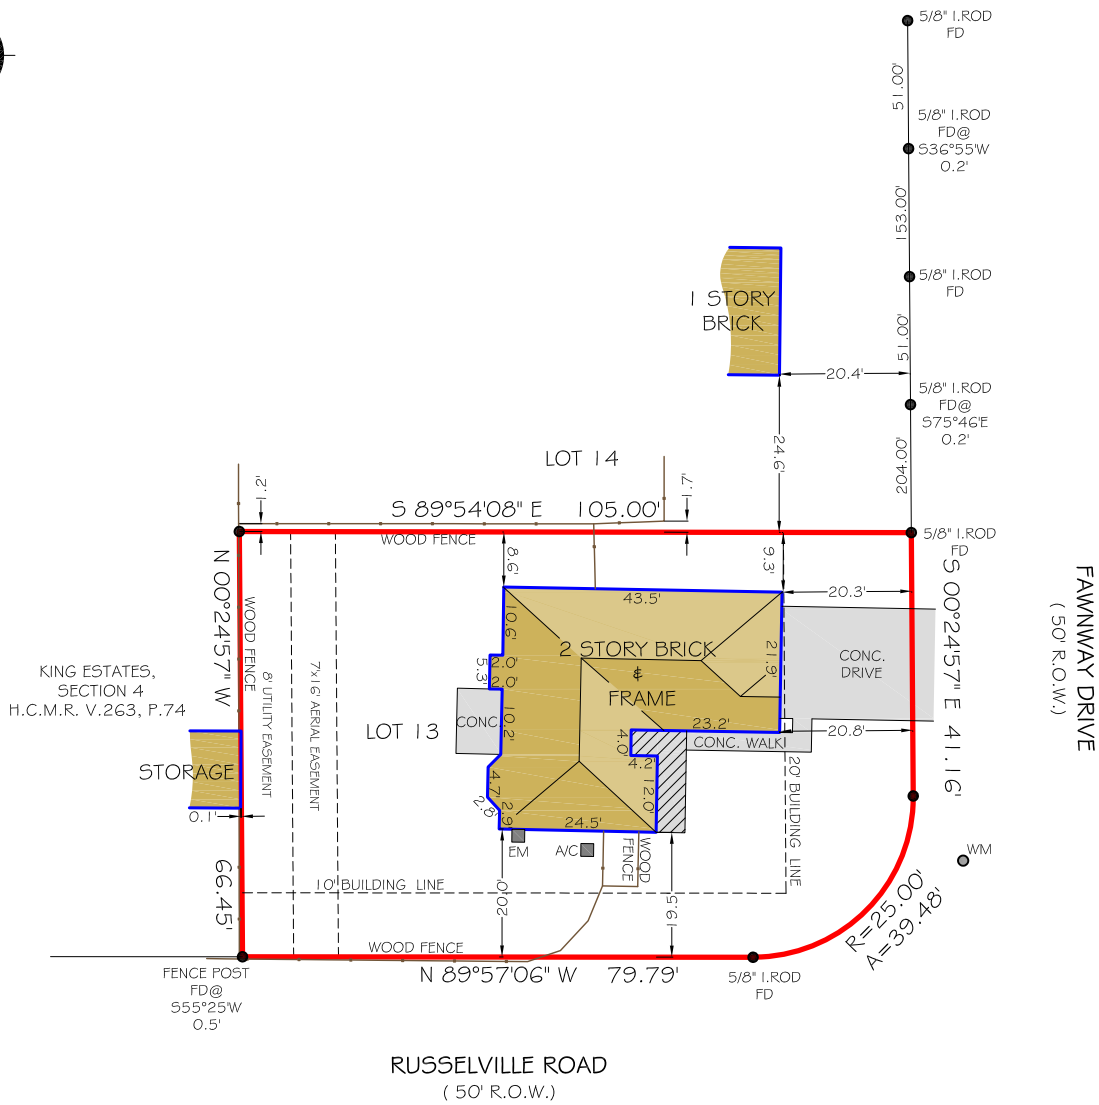 5/8" I.ROD
FD
51.00'
5/8" I.ROD
FD@
S36°55'W
0.2'
153.00'
5/8" I.ROD
FD
1 STORY
BRICK
51.00'
20.4'
5/8" I.ROD
FD@
S75°46'E
0.2'
24.6'
204.00'
LOT 14
1.2'
1.7'
S 89°54'08" E 105.00'
WOOD FENCE
5/8" I.ROD
FD
8.6'
9.3'
N 00°24'57" W
66.45'
WOOD FENCE
8' UTILITY EASEMENT
7'x16' AERIAL EASEMENT
S 00°24'57" E 41.16'
FAWNWAY DRIVE
( 50' R.O.W.)
20.3'
43.5'
10.6'
2 STORY BRICK
&
FRAME
21.9'
CONC.
DRIVE
5.3'
2.0'
2.0'
KING ESTATES,
SECTION 4
H.C.M.R. V.263, P.74
LOT 13
CONC.
10.2'
23.2'
4.0'
CONC. WALK
20.8'
STORAGE
0.1'
4.2'
4.7'
2.8'
2.9'
12.0'
24.5'
20' BUILDING LINE
EM
A/C
WOOD
FENCE
WM
10' BUILDING LINE
20.0'
19.5'
R=25.00'
A=39.48'
WOOD FENCE
N 89°57'06" W 79.79'
FENCE POST
FD@
S55°25'W
0.5'
5/8" I.ROD
FD
RUSSELVILLE ROAD
( 50' R.O.W.)